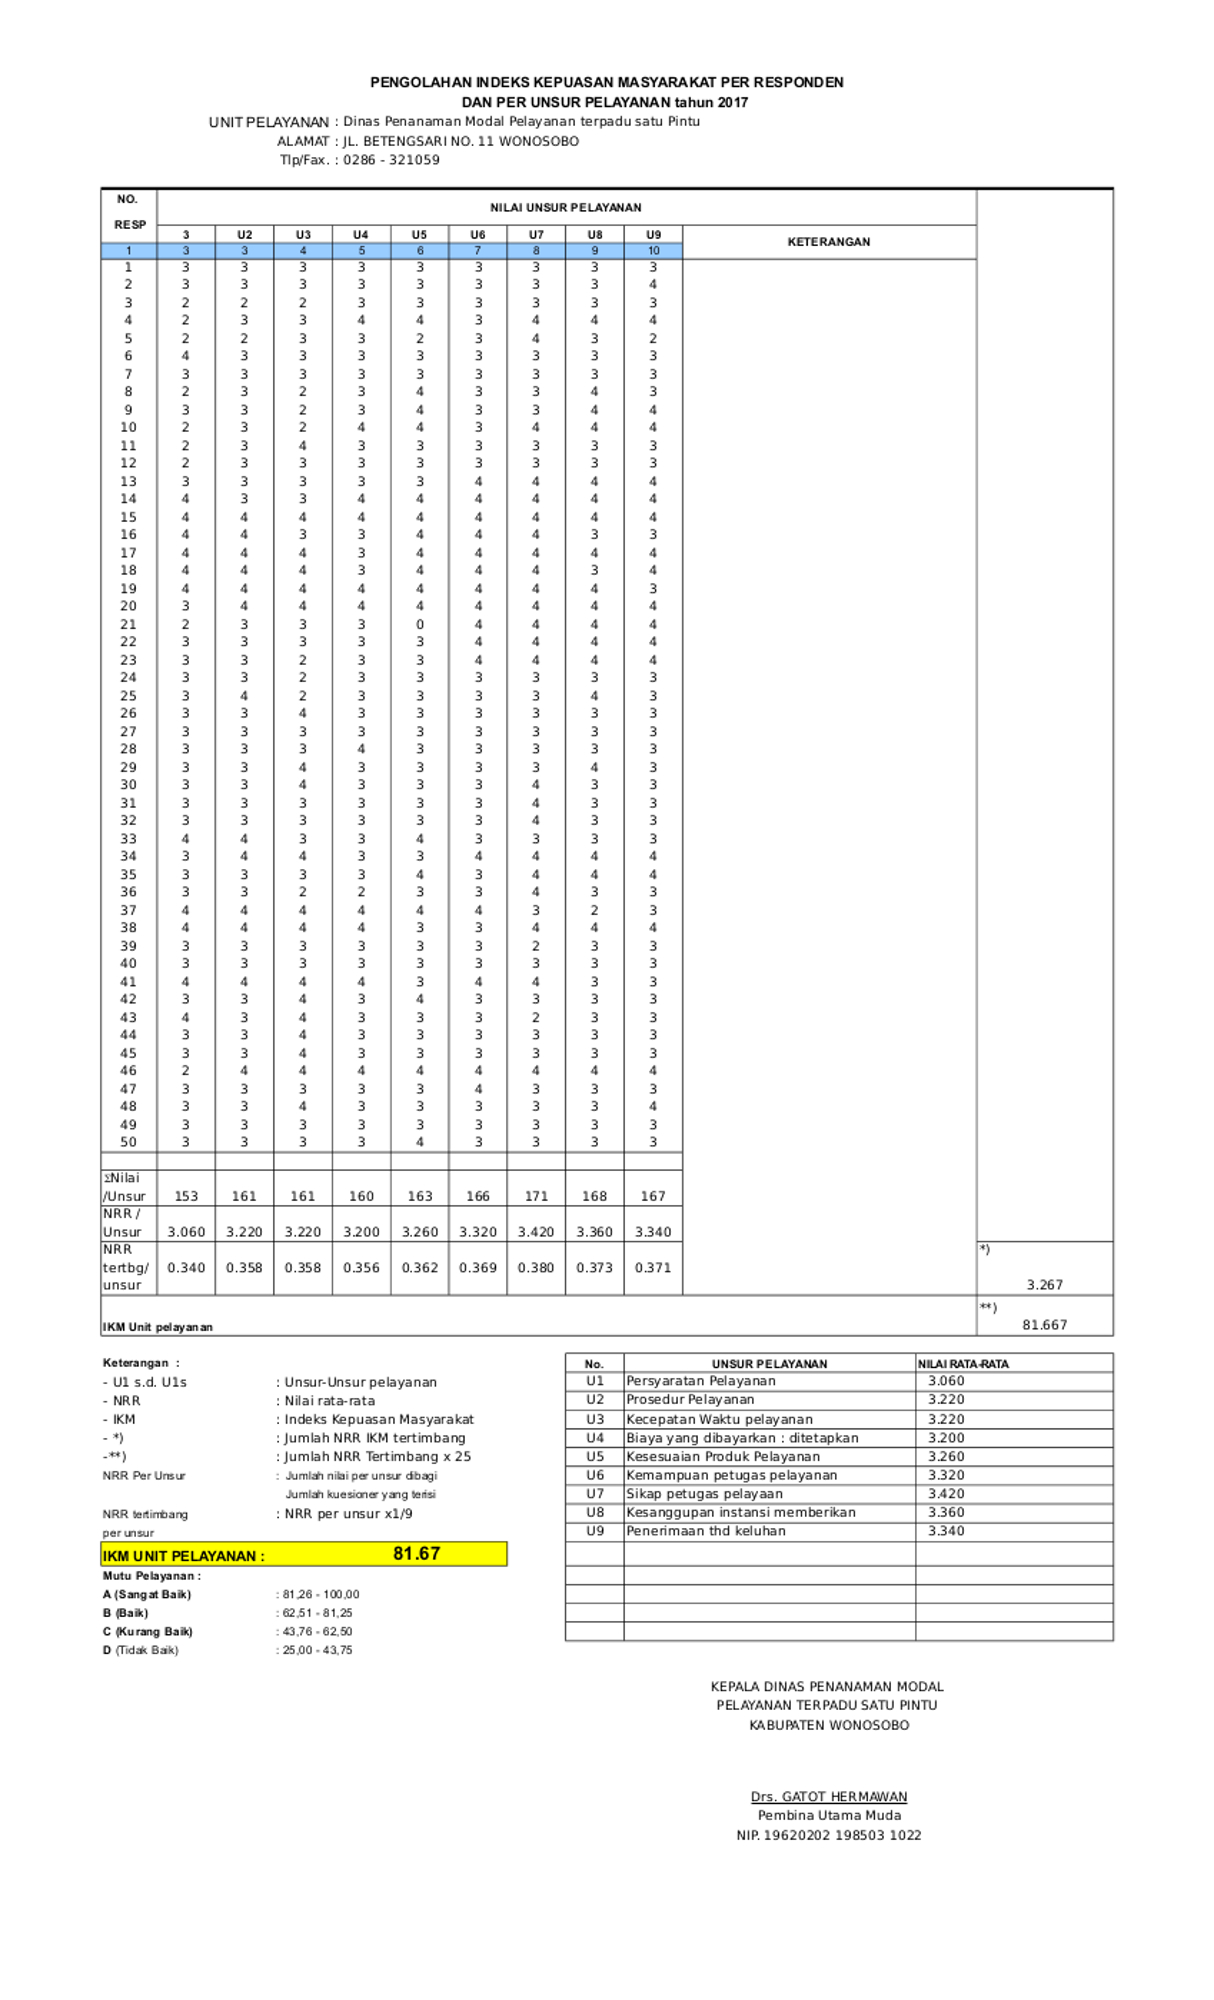 PENGOLAHAN INDEKS KEPUASAN MASYARAKAT PER RESPONDEN
DAN PER UNSUR PELAYANAN tahun 2017
UNIT PELAYANAN : Dinas Penanaman Modal Pelayanan terpadu satu Pintu
ALAMAT : JL. BETENGSARI NO. 11 WONOSOBO
Tlp/Fax. : 0286 - 321059
NO. RESP NILAI UNSUR PELAYANAN KETERANGAN
3 U2 U3 U4 U5 U6 U7 U8 U9
1 3 3 4 5 6 7 8 9 10
1 3 3 3 3 3 3 3 3 3
2 3 3 3 3 3 3 3 3 4
3 2 2 2 3 3 3 3 3 3
4 2 3 3 4 4 3 4 4 4
5 2 2 3 3 2 3 4 3 2
6 4 3 3 3 3 3 3 3 3
7 3 3 3 3 3 3 3 3 3
8 2 3 2 3 4 3 3 4 3
9 3 3 2 3 4 3 3 4 4
10 2 3 2 4 4 3 4 4 4
11 2 3 4 3 3 3 3 3 3
12 2 3 3 3 3 3 3 3 3
13 3 3 3 3 3 4 4 4 4
14 4 3 3 4 4 4 4 4 4
15 4 4 4 4 4 4 4 4 4
16 4 4 3 3 4 4 4 3 3
17 4 4 4 3 4 4 4 4 4
18 4 4 4 3 4 4 4 3 4
19 4 4 4 4 4 4 4 4 3
20 3 4 4 4 4 4 4 4 4
21 2 3 3 3 0 4 4 4 4
22 3 3 3 3 3 4 4 4 4
23 3 3 2 3 3 4 4 4 4
24 3 3 2 3 3 3 3 3 3
25 3 4 2 3 3 3 3 4 3
26 3 3 4 3 3 3 3 3 3
27 3 3 3 3 3 3 3 3 3
28 3 3 3 4 3 3 3 3 3
29 3 3 4 3 3 3 3 4 3
30 3 3 4 3 3 3 4 3 3
31 3 3 3 3 3 3 4 3 3
32 3 3 3 3 3 3 4 3 3
33 4 4 3 3 4 3 3 3 3
34 3 4 4 3 3 4 4 4 4
35 3 3 3 3 4 3 4 4 4
36 3 3 2 2 3 3 4 3 3
37 4 4 4 4 4 4 3 2 3
38 4 4 4 4 3 3 4 4 4
39 3 3 3 3 3 3 2 3 3
40 3 3 3 3 3 3 3 3 3
41 4 4 4 4 3 4 4 3 3
42 3 3 4 3 4 3 3 3 3
43 4 3 4 3 3 3 2 3 3
44 3 3 4 3 3 3 3 3 3
45 3 3 4 3 3 3 3 3 3
46 2 4 4 4 4 4 4 4 4
47 3 3 3 3 3 4 3 3 3
48 3 3 4 3 3 3 3 3 4
49 3 3 3 3 3 3 3 3 3
50 3 3 3 3 4 3 3 3 3
ΣNilai
/Unsur 153 161 161 160 163 166 171 168 167
NRR /
Unsur 3.060 3.220 3.220 3.200 3.260 3.320 3.420 3.360 3.340
NRR *)
tertbg/ 0.340 0.358 0.358 0.356 0.362 0.369 0.380 0.373 0.371
unsur 3.267
**)
IKM Unit pelayanan 81.667
Keterangan :
- U1 s.d. U1s : Unsur-Unsur pelayanan
- NRR : Nilai rata-rata
- IKM : Indeks Kepuasan Masyarakat
- *) : Jumlah NRR IKM tertimbang
-**) : Jumlah NRR Tertimbang x 25
NRR Per Unsur : Jumlah nilai per unsur dibagi
Jumlah kuesioner yang terisi
NRR tertimbang : NRR per unsur x1/9
per unsur
IKM UNIT PELAYANAN : 81.67
Mutu Pelayanan :
A (Sangat Baik) : 81,26 - 100,00
B (Baik) : 62,51 - 81,25
C (Kurang Baik) : 43,76 - 62,50
D (Tidak Baik) : 25,00 - 43,75
No. UNSUR PELAYANAN NILAI RATA-RATA
U1 Persyaratan Pelayanan 3.060
U2 Prosedur Pelayanan 3.220
U3 Kecepatan Waktu pelayanan 3.220
U4 Biaya yang dibayarkan : ditetapkan 3.200
U5 Kesesuaian Produk Pelayanan 3.260
U6 Kemampuan petugas pelayanan 3.320
U7 Sikap petugas pelayaan 3.420
U8 Kesanggupan instansi memberikan 3.360
U9 Penerimaan thd keluhan 3.340
KEPALA DINAS PENANAMAN MODAL
PELAYANAN TERPADU SATU PINTU
KABUPATEN WONOSOBO
Drs. GATOT HERMAWAN
Pembina Utama Muda
NIP. 19620202 198503 1022